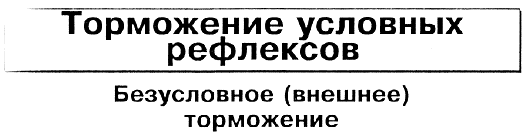 Торможение условных
рефлексов
Безусловное (внешнее)
торможение